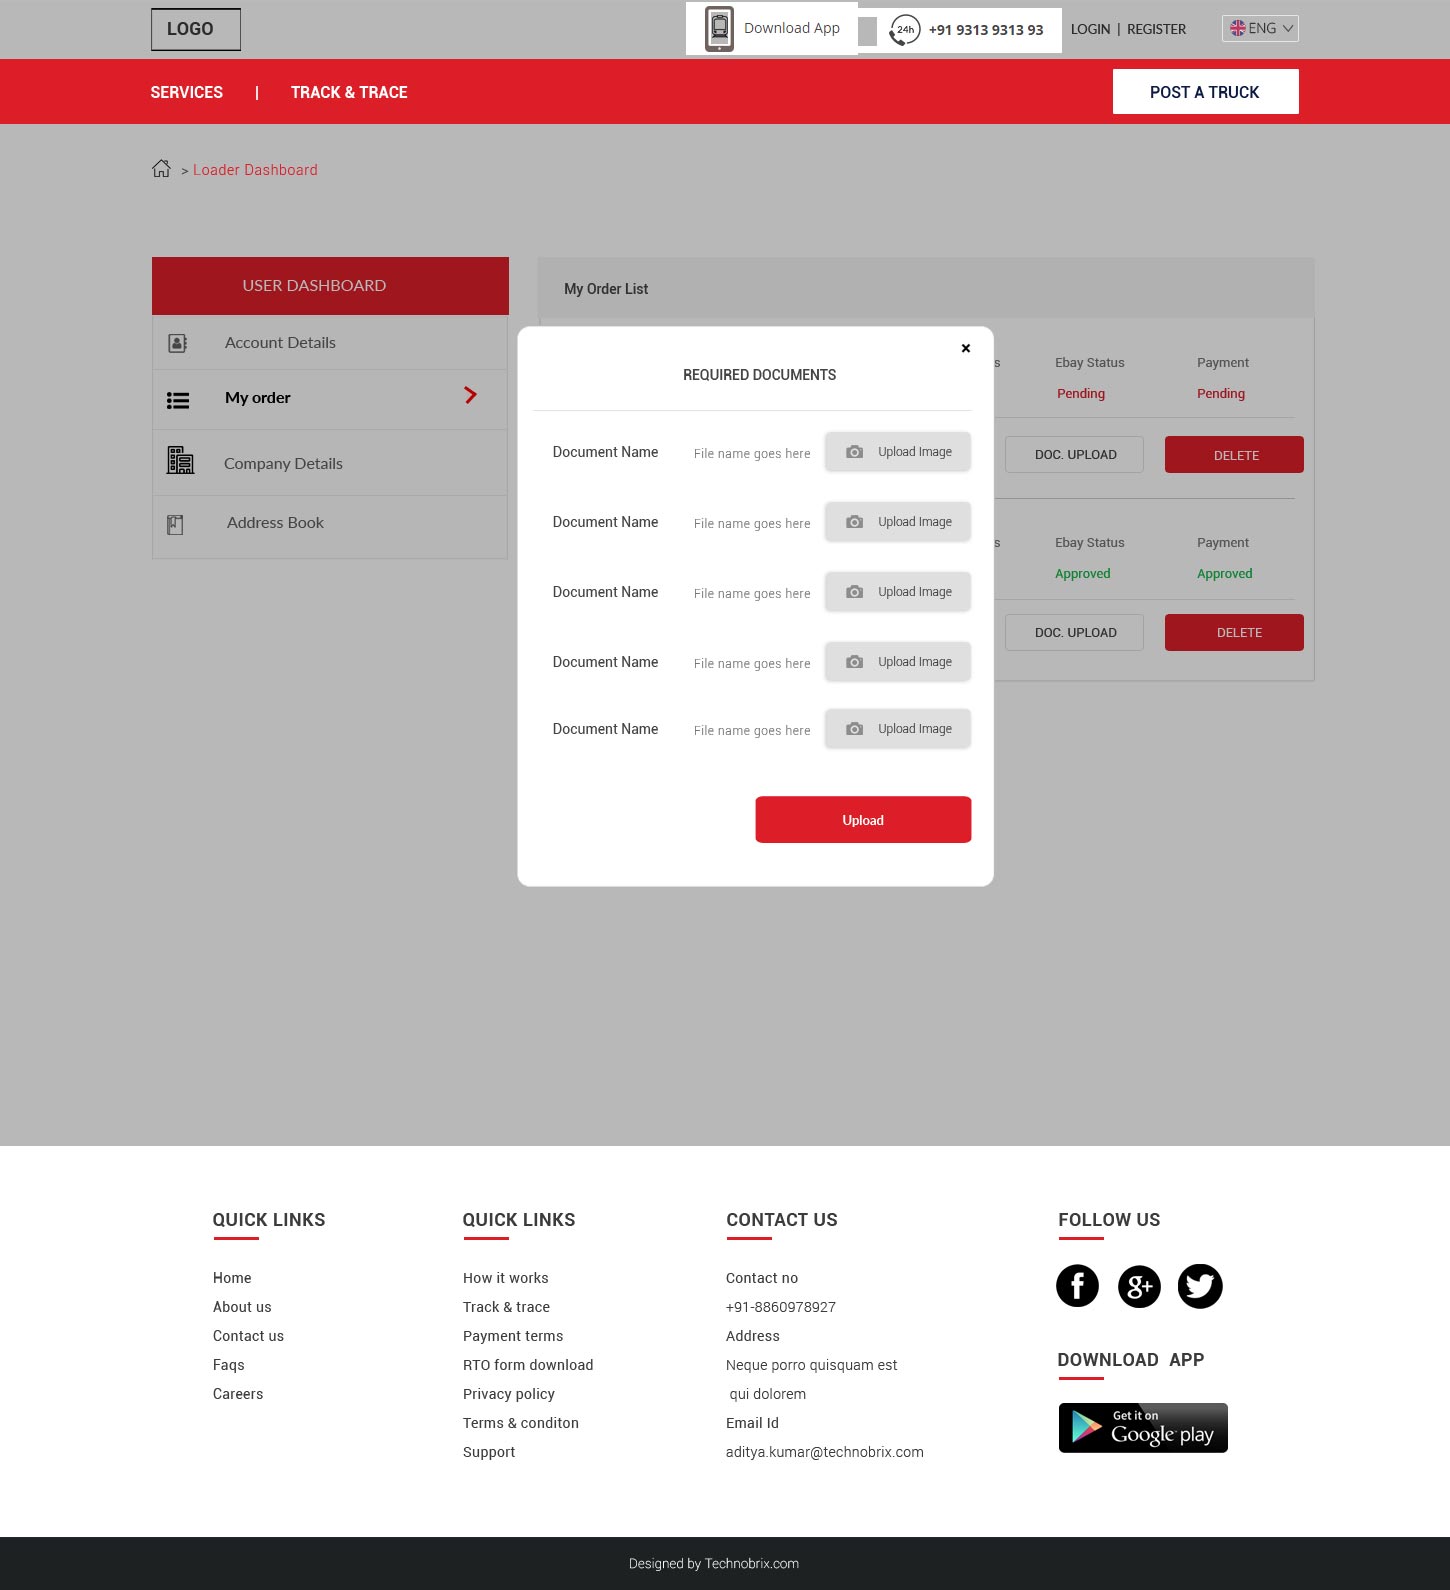 LOGO
Download App
24h
+91 9313 9313 93
LOGIN | REGISTER
ENG
SERVICES | TRACK & TRACE
POST A TRUCK
> Loader Dashboard
USER DASHBOARD
Account Details
My order
Company Details
Address Book
My Order List
s
Ebay Status
Payment
Pending
Pending
DOC. UPLOAD
DELETE
s
Ebay Status
Payment
Approved
Approved
DOC. UPLOAD
DELETE
×
REQUIRED DOCUMENTS
Document Name File name goes here Upload Image
Document Name File name goes here Upload Image
Document Name File name goes here Upload Image
Document Name File name goes here Upload Image
Document Name File name goes here Upload Image
Upload
QUICK LINKS
Home
About us
Contact us
Faqs
Careers
QUICK LINKS
How it works
Track & trace
Payment terms
RTO form download
Privacy policy
Terms & conditon
Support
CONTACT US
Contact no
+91-8860978927
Address
Neque porro quisquam est
qui dolorem
Email Id
aditya.kumar@technobrix.com
FOLLOW US
f
g+
DOWNLOAD APP
Get it on
Google play
Designed by Technobrix.com